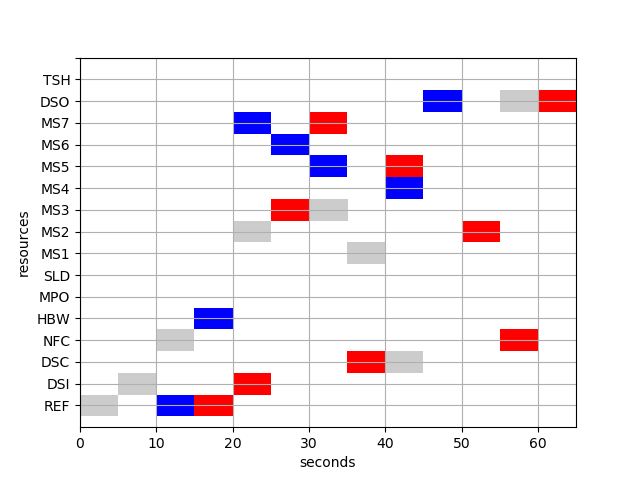 TSH
DSO
MS7
MS6
MS5
MS4
MS3
MS2
MS1
SLD
MPO
HBW
NFC
DSC
DSI
REF
resources
0 10 20 30 40 50 60
seconds